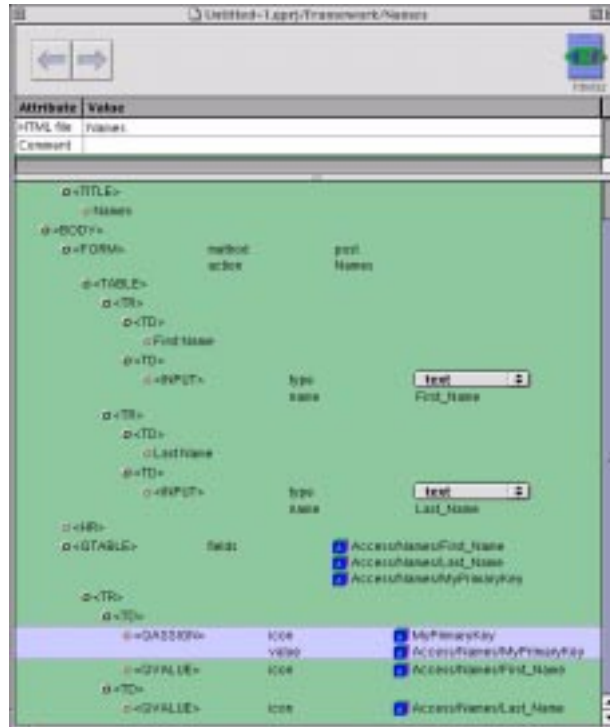 Untitled-1.gprj/Framework/Names
Attribute Value
HTML file Names
Comment
<TITLE>
Names
<BODY>
<FORM> method post
action Names
<TABLE>
<TR>
<TD>
First Name
<TD>
<INPUT> type text
name First_Name
<TR>
<TD>
Last Name
<TD>
<INPUT> type text
name Last_Name
<HR>
<GTABLE> fields Access/Names/First_Name
Access/Names/Last_Name
Access/Names/MyPrimaryKey
<TR>
<TD>
<GASSIGN> icon MyPrimaryKey
value Access/Names/MyPrimaryKey
<GVALUE> icon Access/Names/First_Name
<TD>
<GVALUE> icon Access/Names/Last_Name